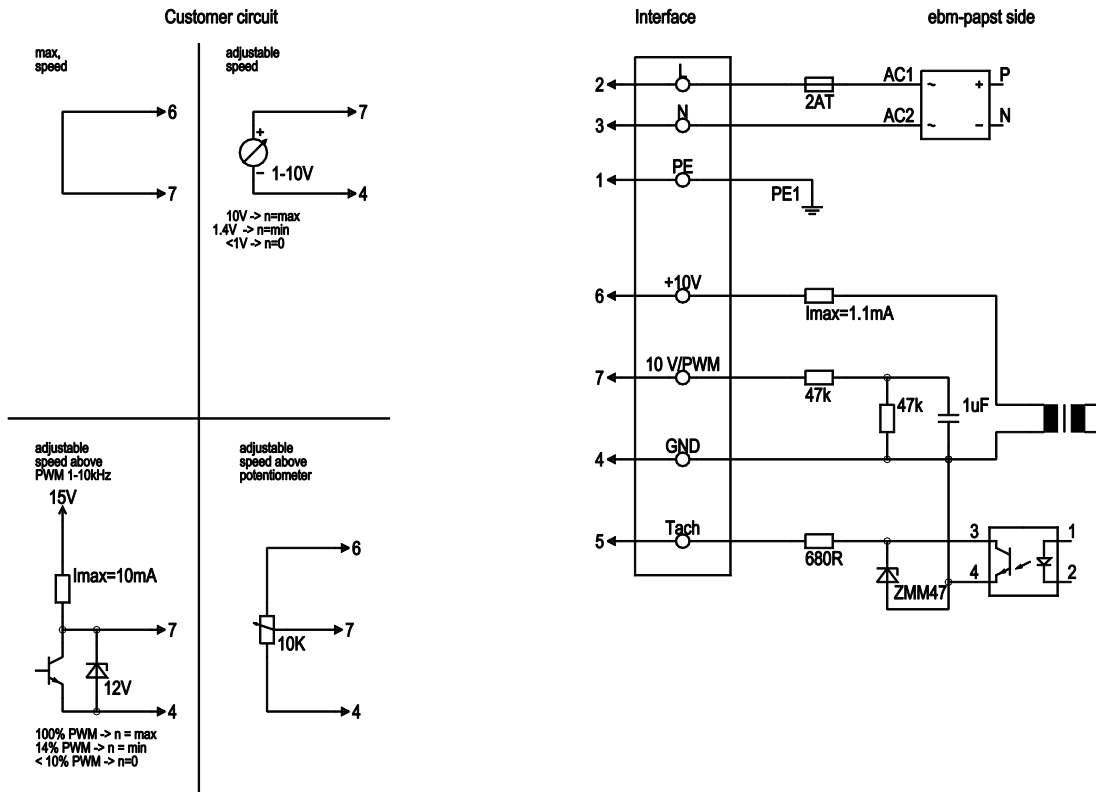 Customer circuit
Interface
ebm-papst side
max,
speed
6
7
adjustable
speed
7
+
1-10V
−
4
10V -> n=max
1.4V -> n=min
<1V -> n=0
adjustable
speed above
PWM 1-10kHz
15V
Imax=10mA
7
12V
4
100% PWM -> n = max
14% PWM -> n = min
< 10% PWM -> n=0
adjustable
speed above
potentiometer
6
7
10K
4
2
L
2AT
AC1
~
+
P
3
N
AC2
~
−
N
1
PE
PE1
6
+10V
Imax=1.1mA
7
10 V/PWM
47k
47k
1uF
4
GND
5
Tach
680R
ZMM47
3
4
1
2